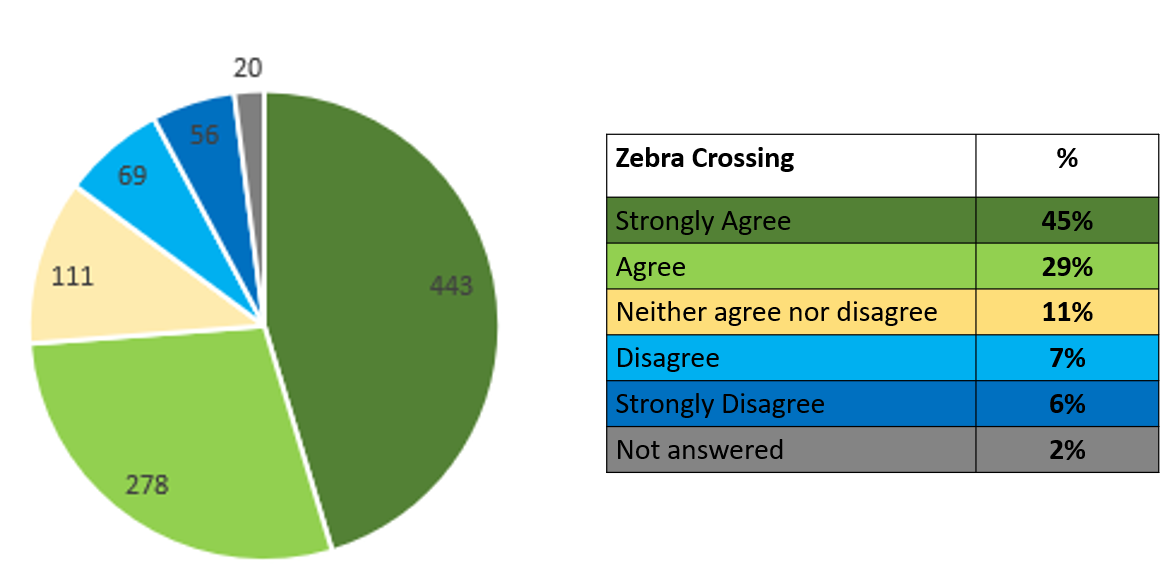 20
56
69
111
443
278
Zebra Crossing %
Strongly Agree 45%
Agree 29%
Neither agree nor disagree 11%
Disagree 7%
Strongly Disagree 6%
Not answered 2%